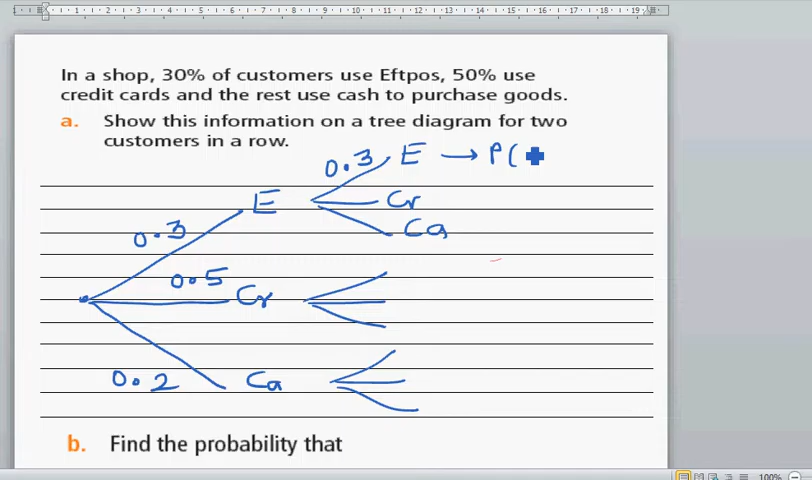 In a shop, 30% of customers use Eftpos, 50% use
credit cards and the rest use cash to purchase goods.
a. Show this information on a tree diagram for two
customers in a row.
0.3 E → P(
E Cr
0.3 Ca
0.5 Cr
0.2 Ca
b. Find the probability that
100%